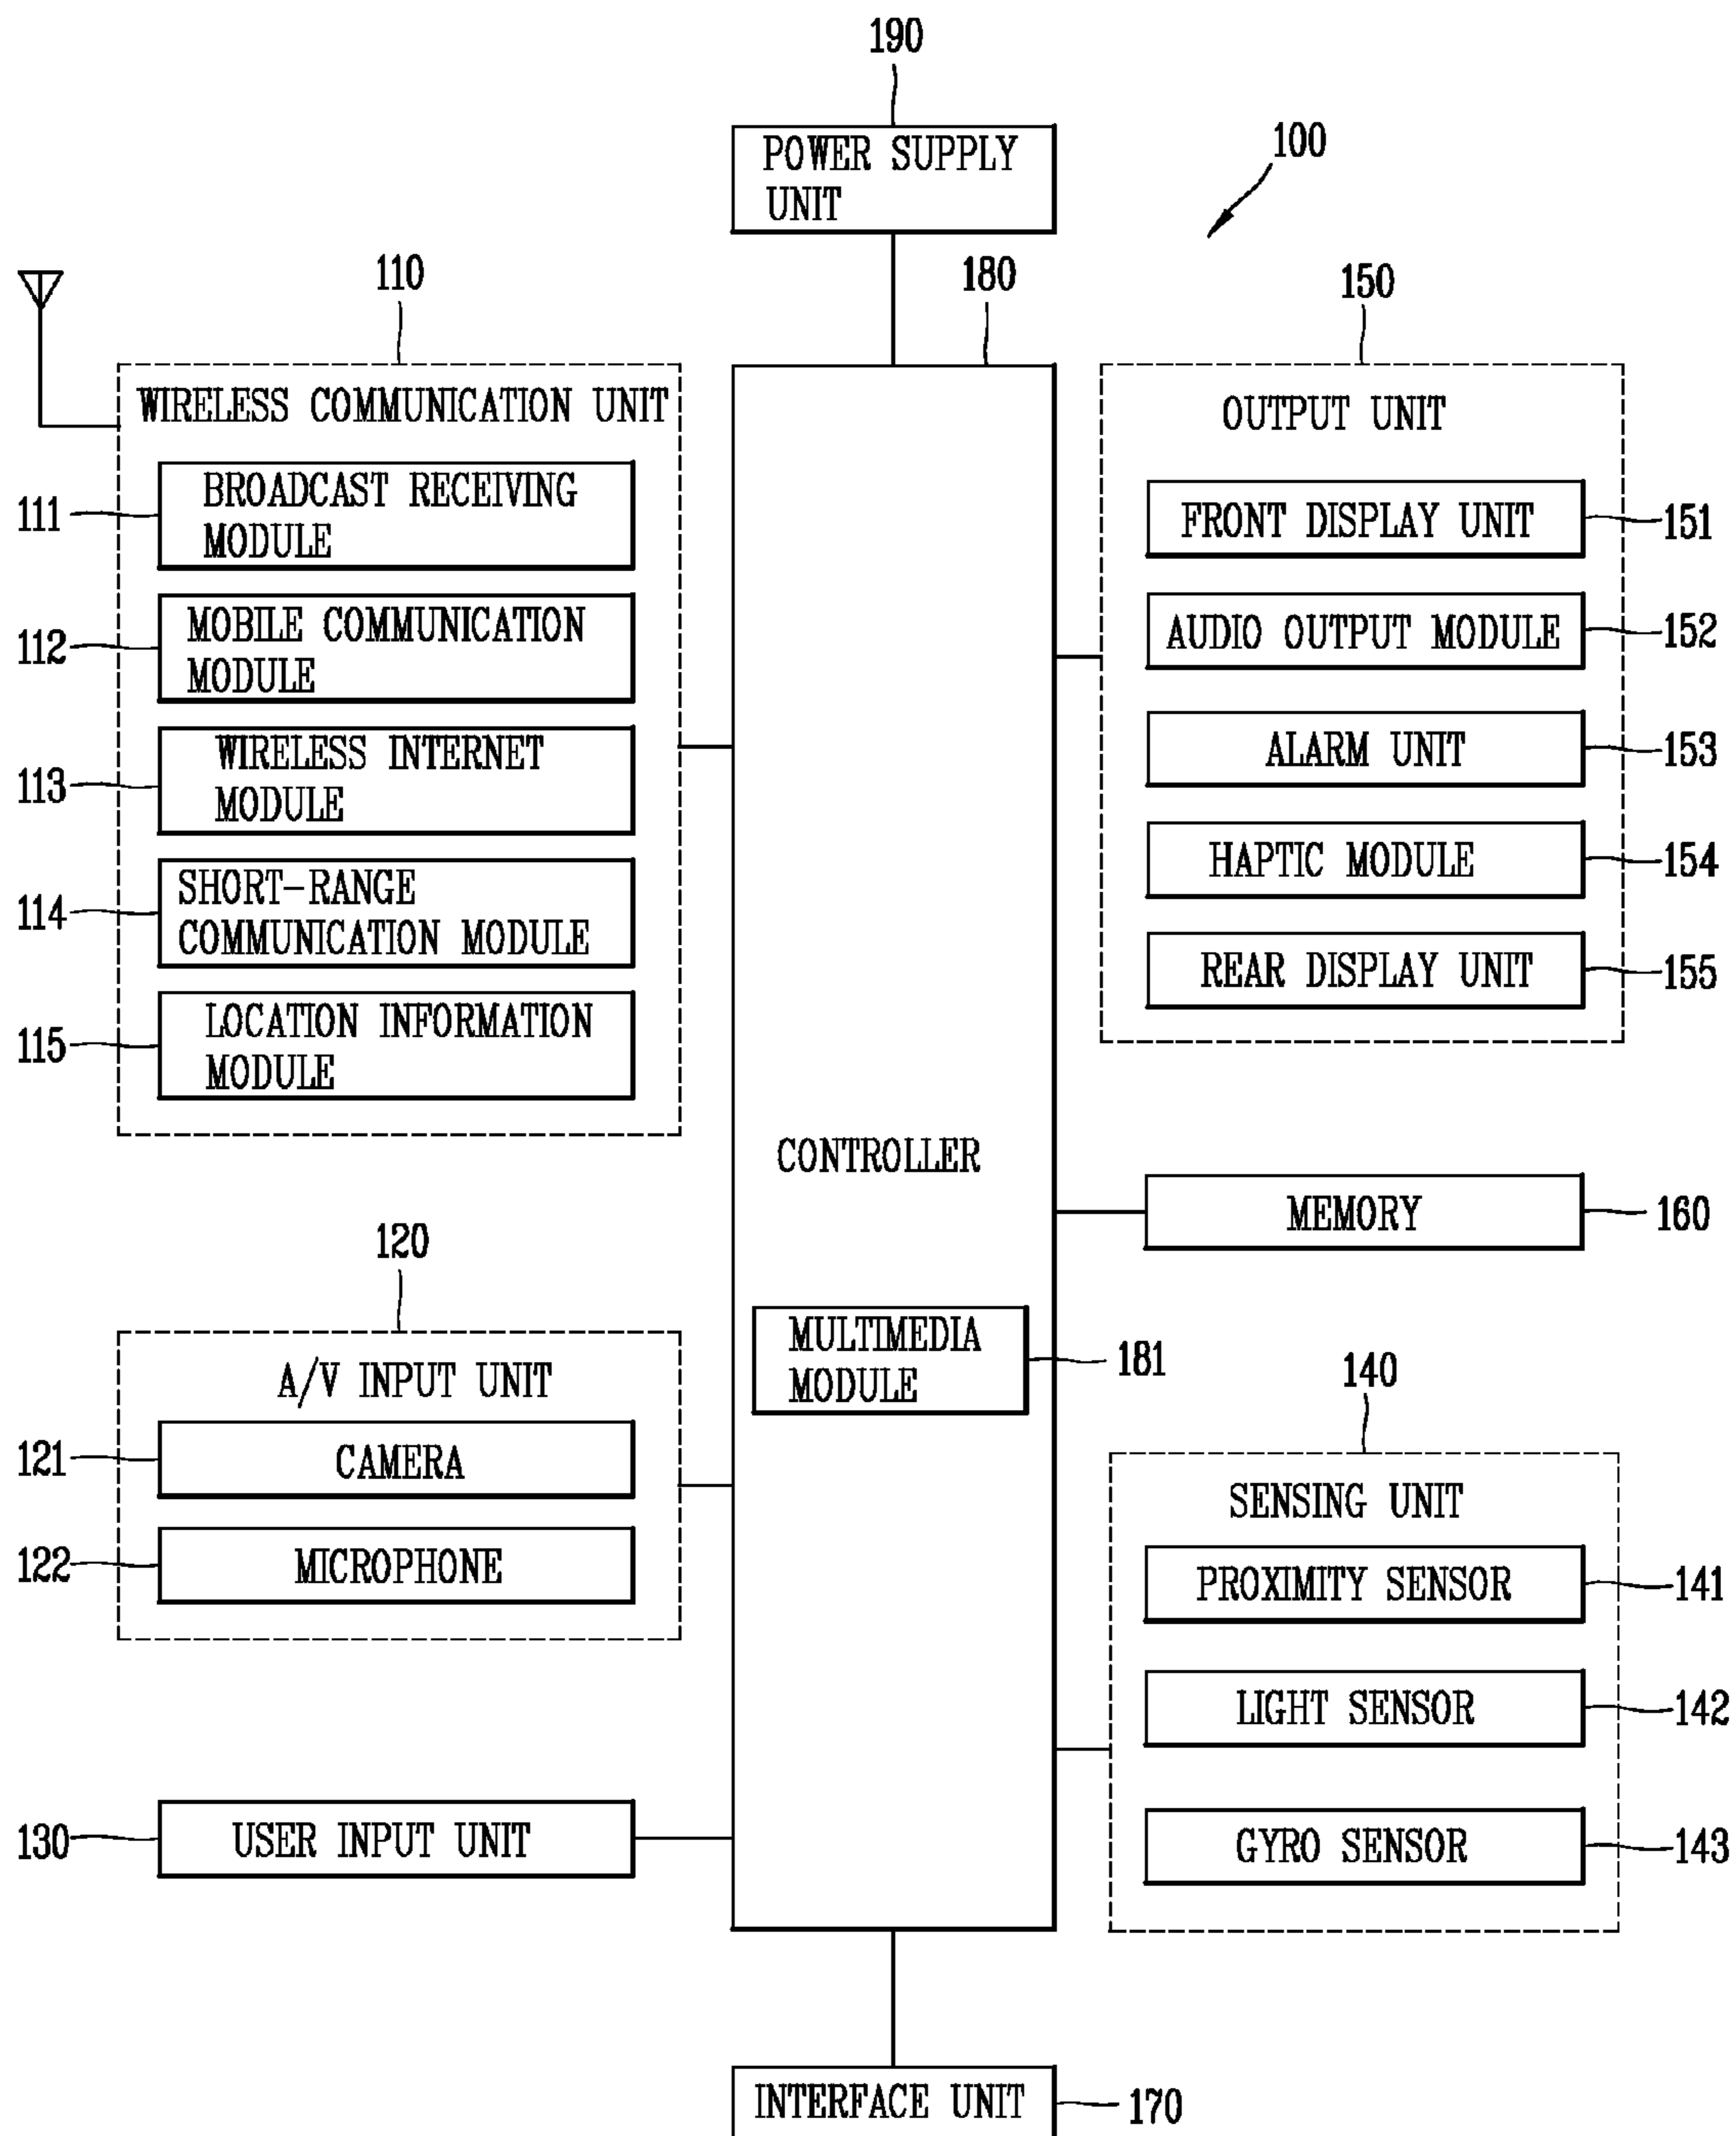 190
POWER SUPPLY
UNIT
100
110
180
150
WIRELESS COMMUNICATION UNIT
111
BROADCAST RECEIVING
MODULE
112
MOBILE COMMUNICATION
MODULE
113
WIRELESS INTERNET
MODULE
114
SHORT-RANGE
COMMUNICATION MODULE
115
LOCATION INFORMATION
MODULE
OUTPUT UNIT
FRONT DISPLAY UNIT
151
AUDIO OUTPUT MODULE
152
ALARM UNIT
153
HAPTIC MODULE
154
REAR DISPLAY UNIT
155
CONTROLLER
MULTIMEDIA
MODULE
181
MEMORY
160
120
A/V INPUT UNIT
121
CAMERA
122
MICROPHONE
140
SENSING UNIT
PROXIMITY SENSOR
141
LIGHT SENSOR
142
GYRO SENSOR
143
130
USER INPUT UNIT
INTERFACE UNIT
170